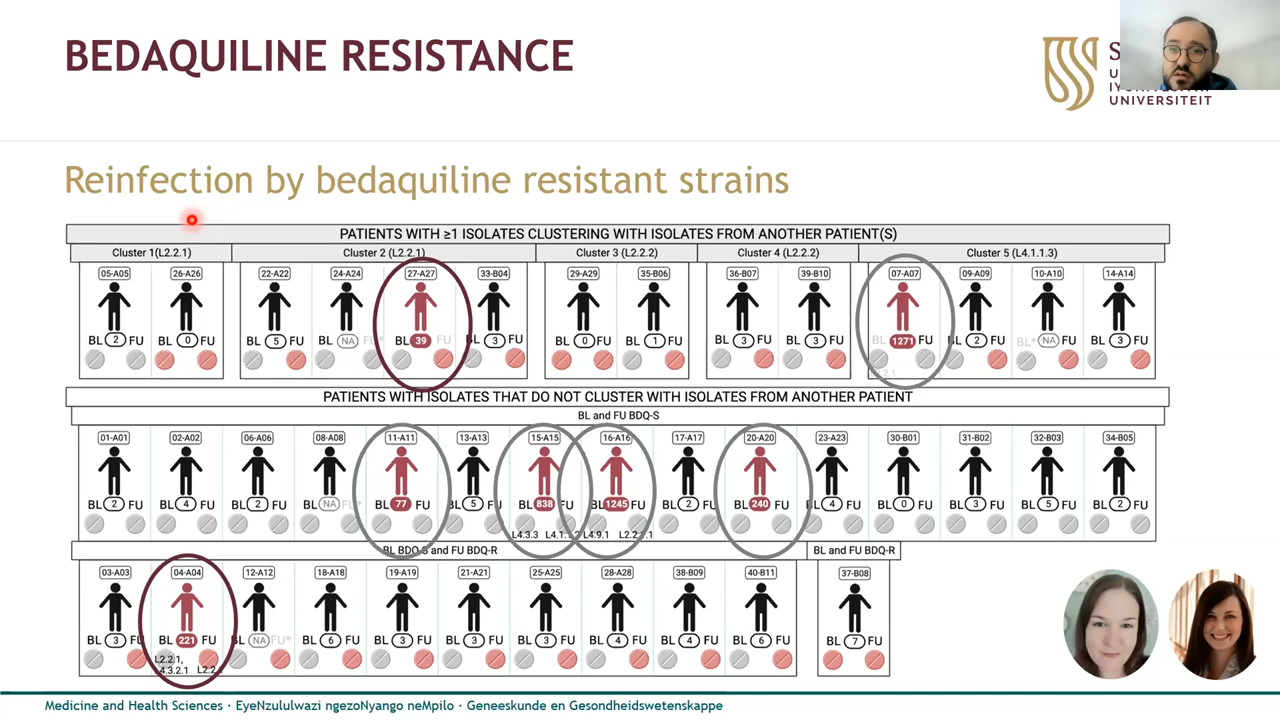 BEDAQUILINE RESISTANCE
UNIVERSITEIT
Reinfection by bedaquiline resistant strains
PATIENTS WITH ≥1 ISOLATES CLUSTERING WITH ISOLATES FROM ANOTHER PATIENT(S)
Cluster 1(L2.2.1) Cluster 2 (L2.2.1) Cluster 3 (L2.2.2) Cluster 4 (L2.2.2) Cluster 5 (L4.1.1.3)
05-A05 26-A26 22-A22 24-A24 27-A27 33-B04 29-A29 35-B06 36-B07 39-B10 07-A07 09-A09 10-A10 14-A14
BL 2 FU BL 0 FU BL 5 FU BL NA FU* BL 39 FU BL 3 FU BL 0 FU BL 1 FU BL 3 FU BL 3 FU BL 1271 FU BL 2 FU BL* NA FU BL 3 FU
PATIENTS WITH ISOLATES THAT DO NOT CLUSTER WITH ISOLATES FROM ANOTHER PATIENT
BL and FU BDQ-S
01-A01 02-A02 06-A06 08-A08 11-A11 13-A13 15-A15 16-A16 17-A17 20-A20 23-A23 30-B01 31-B02 32-B03 34-B05
BL 2 FU BL 4 FU BL 2 FU BL NA FU* BL 77 FU BL 5 FU BL 838 FU BL 1245 FU BL 2 FU BL 240 FU BL 4 FU BL 0 FU BL 3 FU BL 5 FU BL 2 FU
L4.3.3 L4.9.1
BL BDQ-S and FU BDQ-R BL and FU BDQ-R
03-A03 04-A04 12-A12 18-A18 19-A19 21-A21 25-A25 28-A28 38-B09 40-B11 37-B08
BL 3 FU BL 221 FU BL NA FU* BL 6 FU BL 3 FU BL 3 FU BL 3 FU BL 4 FU BL 4 FU BL 6 FU BL 7 FU
L2.2.1,
Medicine and Health Sciences · EyeNzululwazi ngezoNyango neMpilo · Geneeskunde en Gesondheidswetenskappe